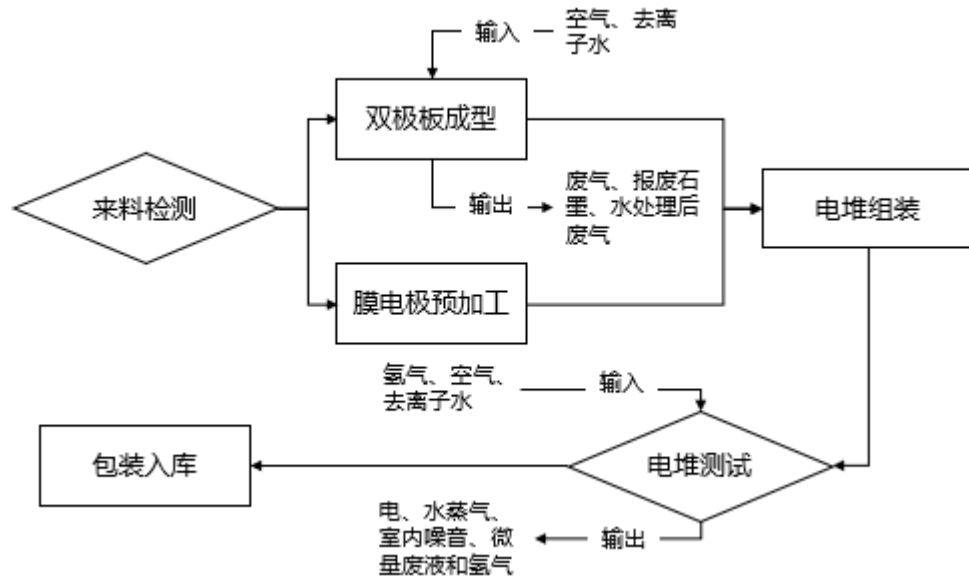 输入
空气、去离
子水
双极板成型
来料检测
输出
废气、报废石
墨、水处理后
废气
电堆组装
膜电极预加工
氢气、空气、
去离子水
输入
包装入库
电堆测试
电、水蒸气、
室内噪音、微
量废液和氢气
输出